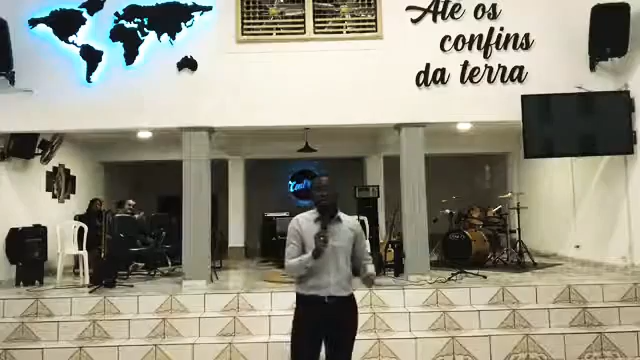 Até os
confins
da terra